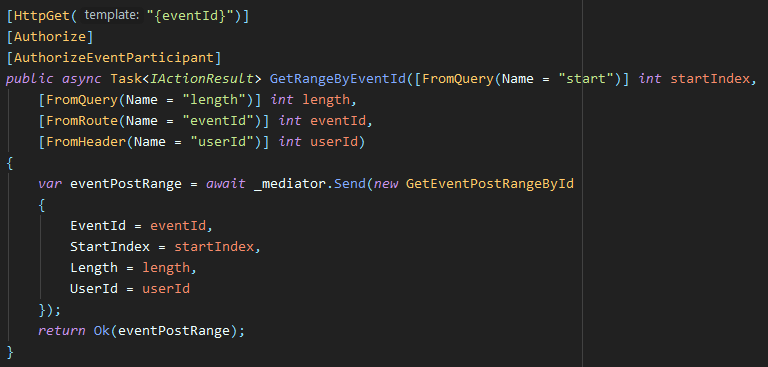 [HttpGet( template: "{eventId}")]
[Authorize]
[AuthorizeEventParticipant]
public async Task<IActionResult> GetRangeByEventId([FromQuery(Name = "start")] int startIndex,
    [FromQuery(Name = "length")] int length,
    [FromRoute(Name = "eventId")] int eventId,
    [FromHeader(Name = "userId")] int userId)
{
    var eventPostRange = await _mediator.Send(new GetEventPostRangeById
    {
        EventId = eventId,
        StartIndex = startIndex,
        Length = length,
        UserId = userId
    });
    return Ok(eventPostRange);
}